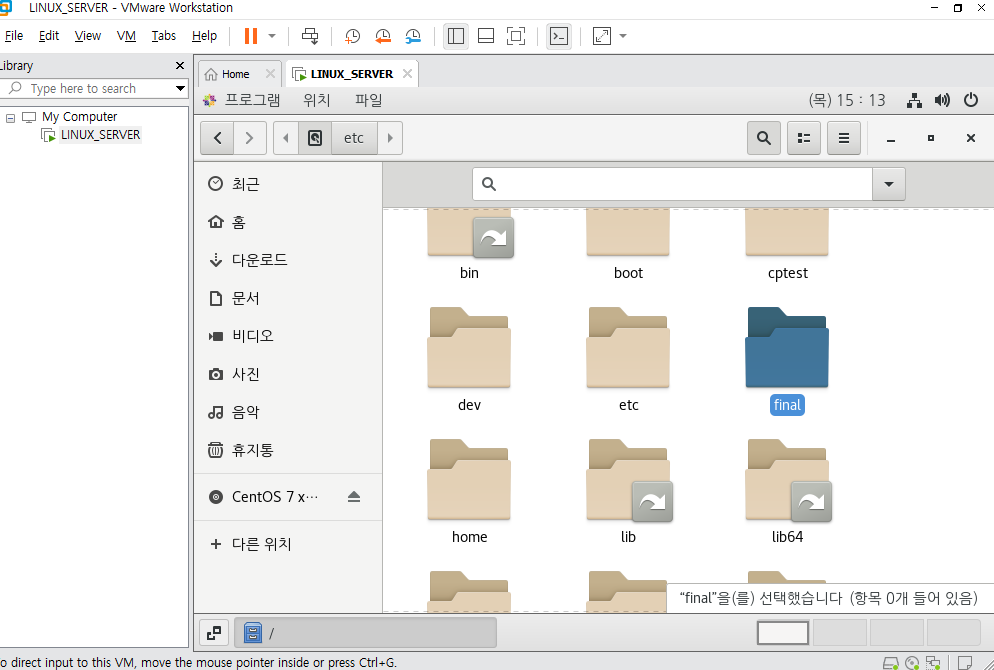 LINUX_SERVER - VMware Workstation
File Edit View VM Tabs Help
Library
Type here to search
My Computer
LINUX_SERVER
Home LINUX_SERVER
프로그램 위치 파일 (목) 15 : 13
etc
최근
홈
다운로드
문서
비디오
사진
음악
휴지통
CentOS 7 x···
다른 위치
bin boot cptest
dev etc final
home lib lib64
“final”을(를) 선택했습니다 (항목 0개 들어 있음)
/
o direct input to this VM, move the mouse pointer inside or press Ctrl+G.